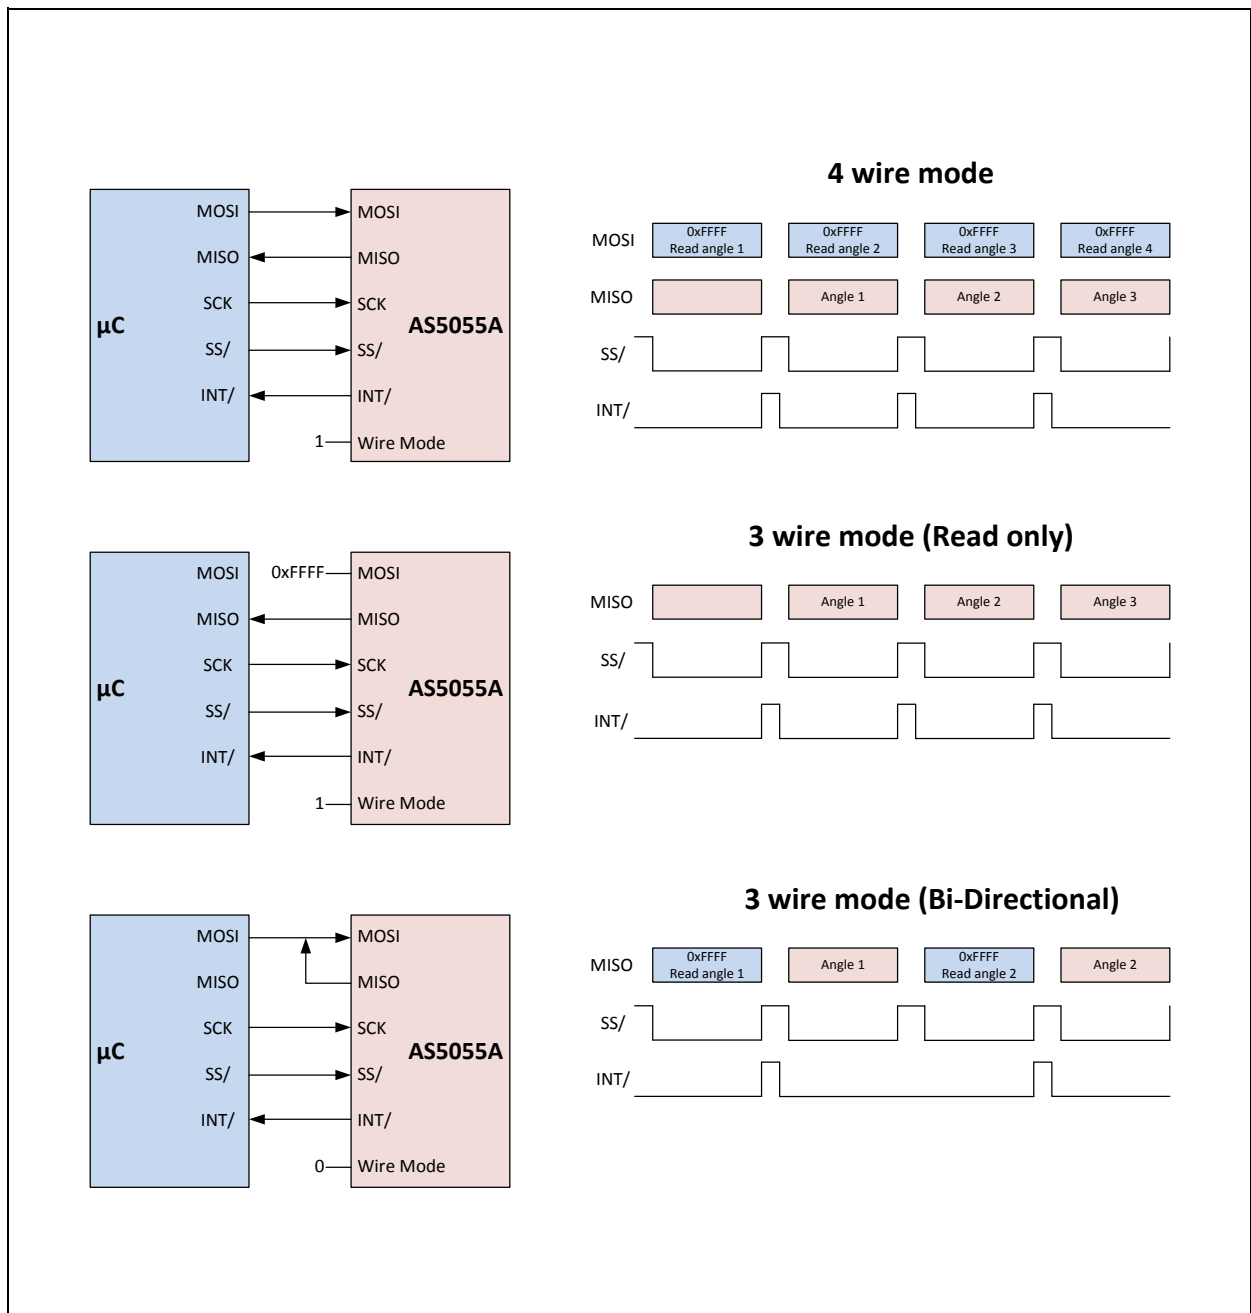 4 wire mode
MOSI
MISO
SCK
SS/
INT/
µC
MOSI
MISO
SCK
SS/
INT/
Wire Mode
AS5055A
1
MOSI
0xFFFF
Read angle 1
0xFFFF
Read angle 2
0xFFFF
Read angle 3
0xFFFF
Read angle 4
MISO
Angle 1
Angle 2
Angle 3
SS/
INT/
3 wire mode (Read only)
MOSI
MISO
SCK
SS/
INT/
µC
0xFFFF
MOSI
MISO
SCK
SS/
INT/
Wire Mode
AS5055A
1
MISO
Angle 1
Angle 2
Angle 3
SS/
INT/
3 wire mode (Bi-Directional)
MOSI
MISO
SCK
SS/
INT/
µC
MOSI
MISO
SCK
SS/
INT/
Wire Mode
AS5055A
0
MISO
0xFFFF
Read angle 1
Angle 1
0xFFFF
Read angle 2
Angle 2
SS/
INT/